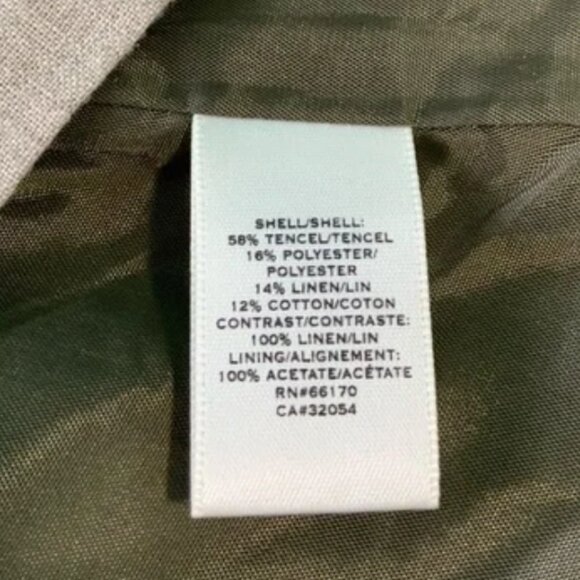 SHELL/SHELL:
58% TENCEL/TENCEL
16% POLYESTER/
POLYESTER
14% LINEN/LIN
12% COTTON/COTON
CONTRAST/CONTRASTE:
100% LINEN/LIN
LINING/ALIGNEMENT:
100% ACETATE/ACÉTATE
RN#66170
CA#32054